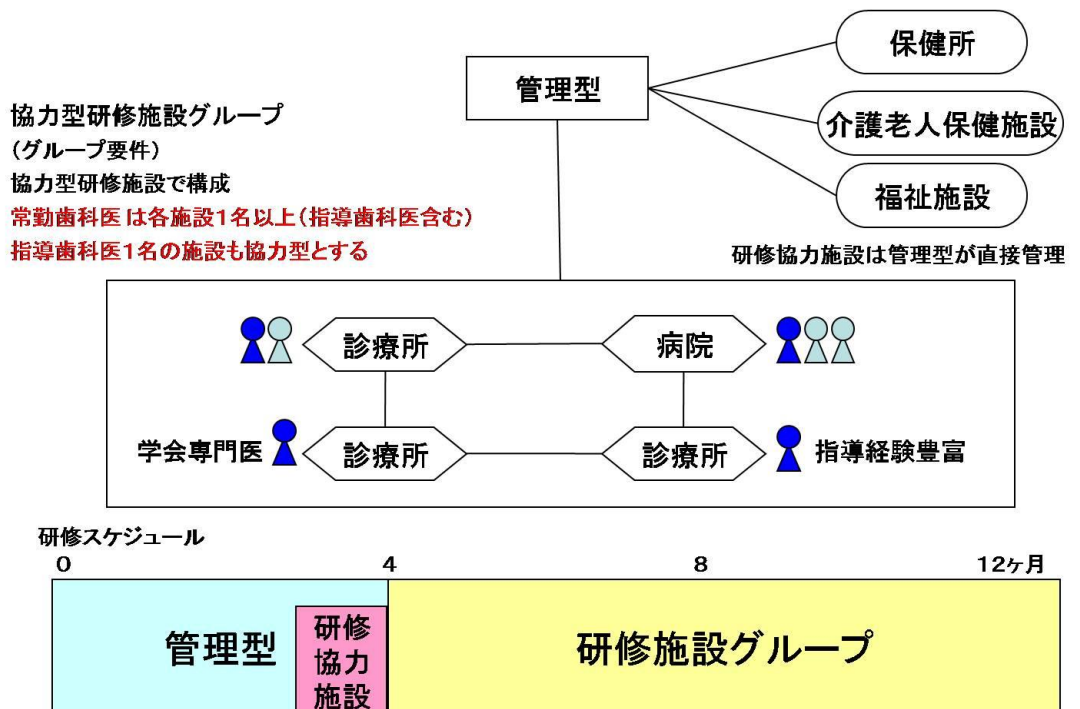 管理型
保健所
介護老人保健施設
福祉施設
協力型研修施設グループ
(グループ要件)
協力型研修施設で構成
常勤歯科医は各施設1名以上(指導歯科医含む)
指導歯科医1名の施設も協力型とする
研修協力施設は管理型が直接管理
診療所
病院
学会専門医
診療所
診療所
指導経験豊富
研修スケジュール
0 4 8 12ヶ月
管理型
研修
協力
施設
研修施設グループ